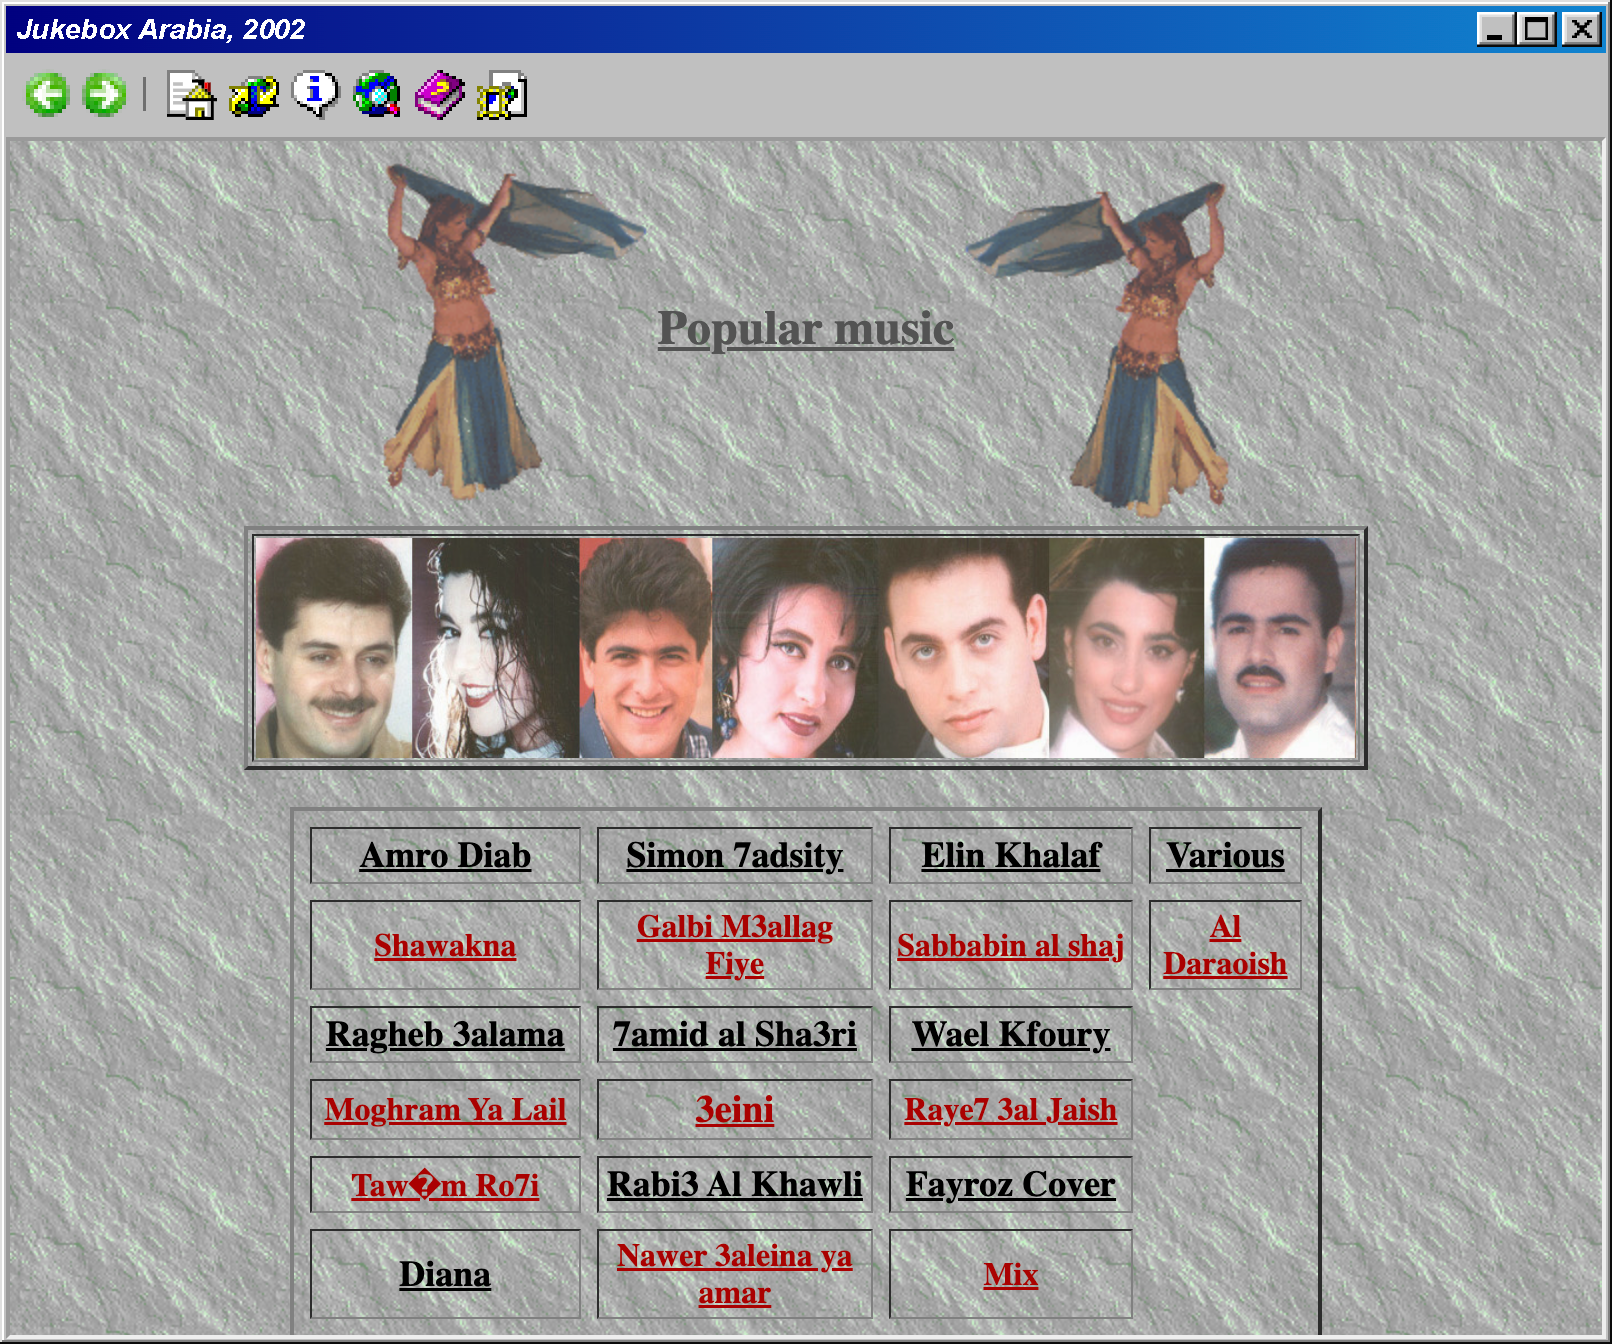 Jukebox Arabia, 2002
Popular music
Amro Diab
Simon 7adsity
Elin Khalaf
Various
Shawakna
Galbi M3allag
Fiye
Sabbabin al shaj
Al
Daraoish
Ragheb 3alama
7amid al Sha3ri
Wael Kfoury
Moghram Ya Lail
3eini
Raye7 3al Jaish
Taw�m Ro7i
Rabi3 Al Khawli
Fayroz Cover
Diana
Nawer 3aleina ya
amar
Mix